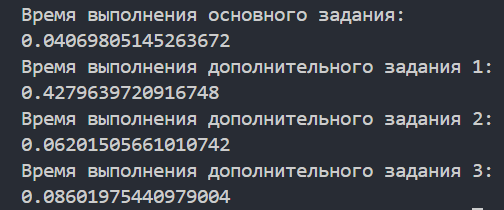 Время выполнения основного задания:
0.04069805145263672
Время выполнения дополнительного задания 1:
0.4279639720916748
Время выполнения дополнительного задания 2:
0.06201505661010742
Время выполнения дополнительного задания 3:
0.08601975440979004